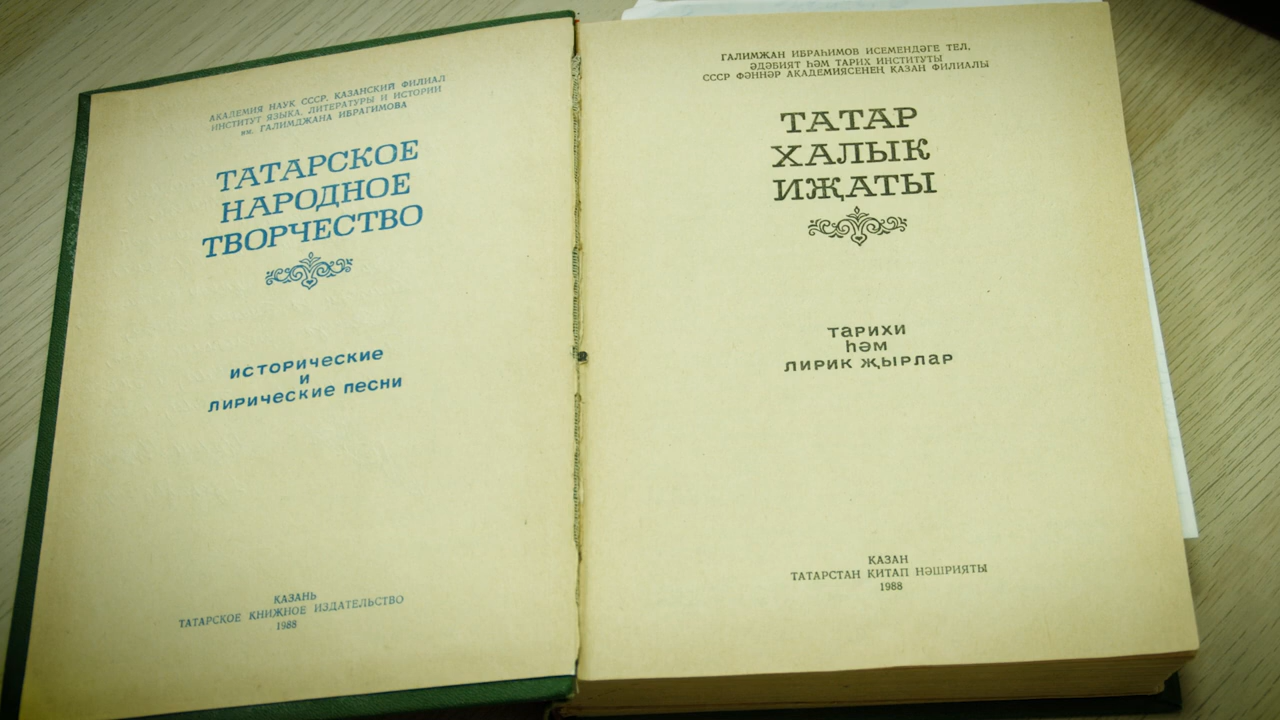 АКАДЕМИЯ НАУК СССР, КАЗАНСКИЙ ФИЛИАЛ
ИНСТИТУТ ЯЗЫКА, ЛИТЕРАТУРЫ И ИСТОРИИ
им. ГАЛИМДЖАНА ИБРАГИМОВА
ТАТАРСКОЕ
НАРОДНОЕ
ТВОРЧЕСТВО
ИСТОРИЧЕСКИЕ
И
ЛИРИЧЕСКИЕ ПЕСНИ
КАЗАНЬ
ТАТАРСКОЕ КНИЖНОЕ ИЗДАТЕЛЬСТВО
1988
ГАЛИМҖАН ИБРАҺИМОВ ИСЕМЕНДӘГЕ ТЕЛ,
ӘДӘБИЯТ ҺӘМ ТАРИХ ИНСТИТУТЫ
СССР ФӘННӘР АКАДЕМИЯСЕНЕҢ КАЗАН ФИЛИАЛЫ
ТАТАР
ХАЛЫК
ИҖАТЫ
ТАРИХИ
ҺӘМ
ЛИРИК ҖЫРЛАР
КАЗАН
ТАТАРСТАН КИТАП НӘШРИЯТЫ
1988